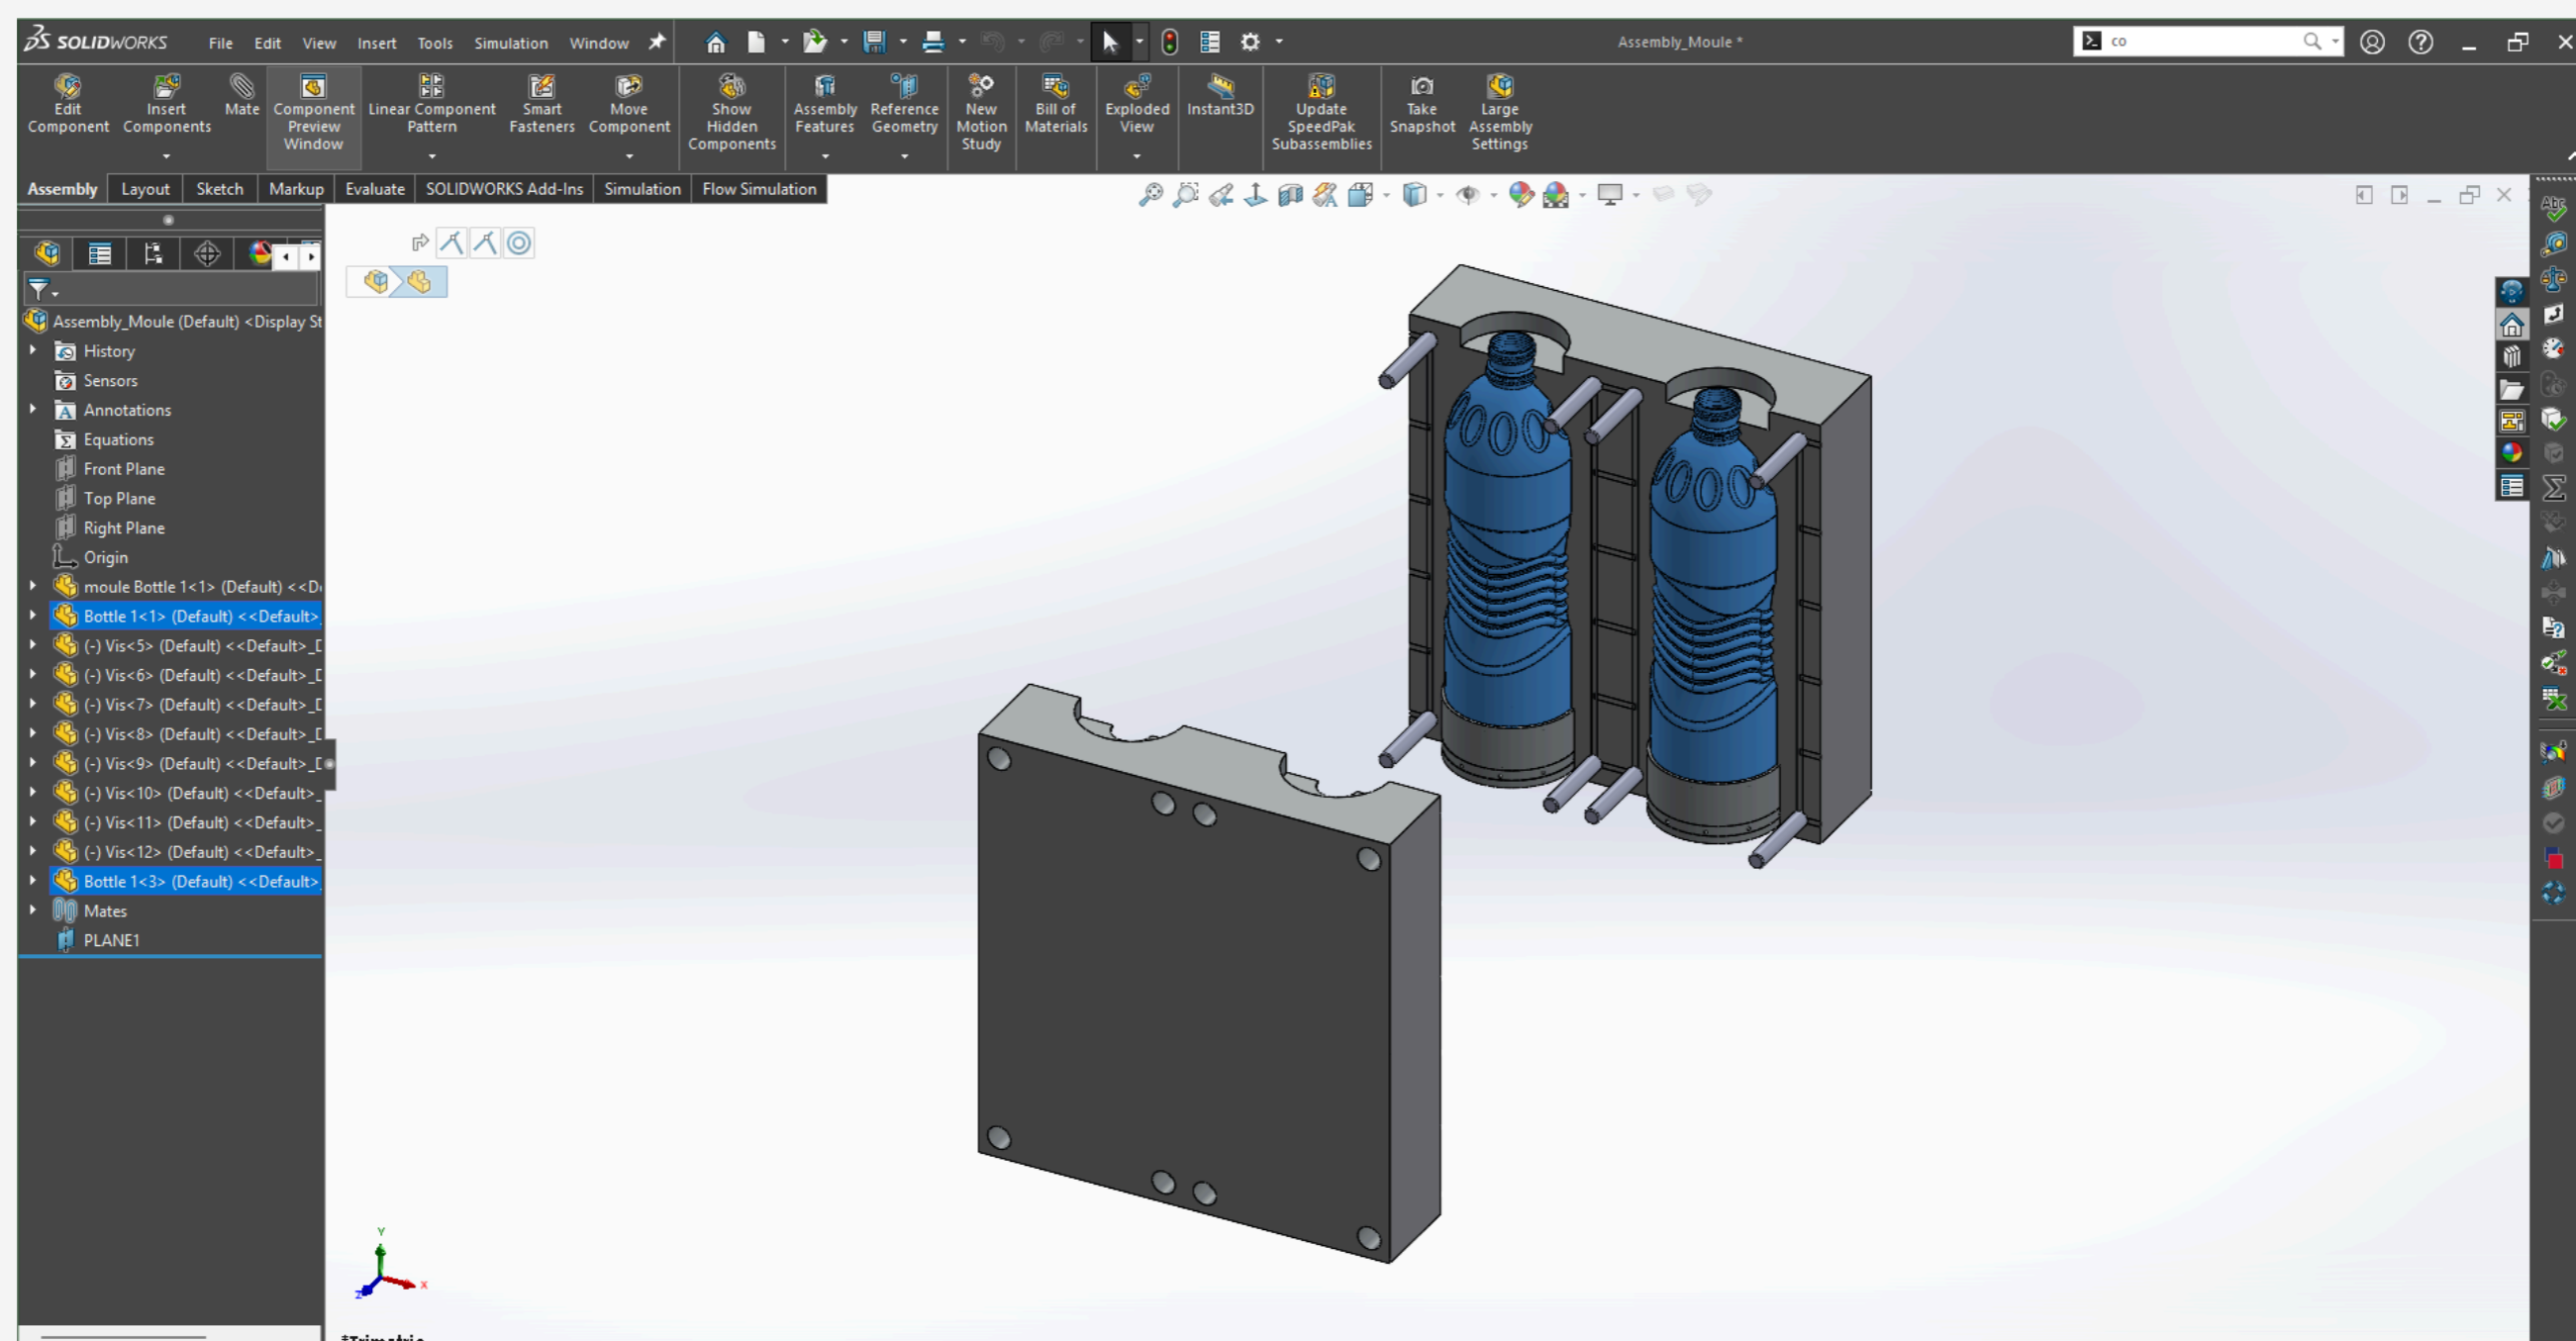 SOLIDWORKS File Edit View Insert Tools Simulation Window Assembly_Moule * co
Edit Component
Insert Components
Mate
Component Preview Window
Linear Component Pattern
Smart Fasteners
Move Component
Show Hidden Components
Assembly Features
Reference Geometry
New Motion Study
Bill of Materials
Exploded View
Instant3D
Update SpeedPak Subassemblies
Take Snapshot
Large Assembly Settings
Assembly Layout Sketch Markup Evaluate SOLIDWORKS Add-Ins Simulation Flow Simulation
Assembly_Moule (Default) <Display St
History
Sensors
Annotations
Equations
Front Plane
Top Plane
Right Plane
Origin
moule Bottle 1<1> (Default) <<D
Bottle 1<1> (Default) <<Default>_
(-) Vis<5> (Default) <<Default>_D
(-) Vis<6> (Default) <<Default>_D
(-) Vis<7> (Default) <<Default>_D
(-) Vis<8> (Default) <<Default>_D
(-) Vis<9> (Default) <<Default>_D
(-) Vis<10> (Default) <<Default>_
(-) Vis<11> (Default) <<Default>_
(-) Vis<12> (Default) <<Default>_
Bottle 1<3> (Default) <<Default>_
Mates
PLANE1
Y
X
Z
*Trimetric